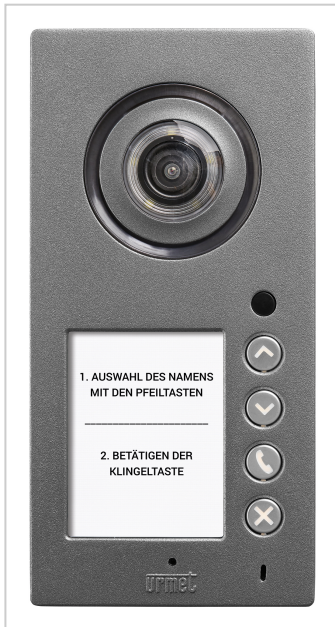 1. AUSWAHL DES NAMENS
MIT DEN PFEILTASTEN
2. BETÄTIGEN DER
KLINGELTASTE
urmet